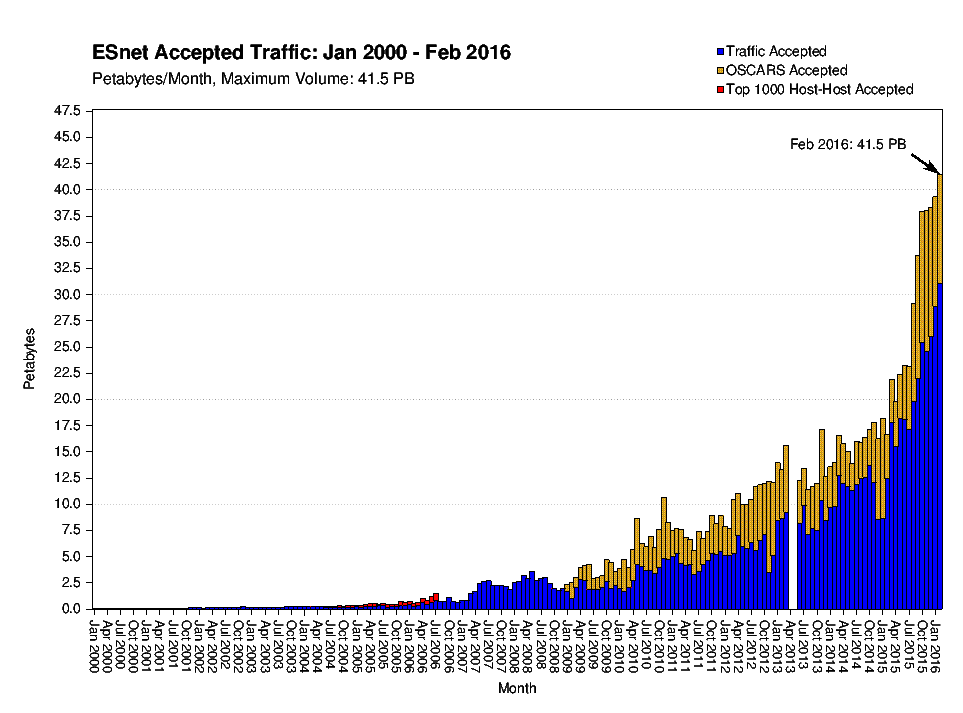 ESnet Accepted Traffic: Jan 2000 - Feb 2016
Petabytes/Month, Maximum Volume: 41.5 PB
Traffic Accepted
OSCARS Accepted
Top 1000 Host-Host Accepted
Feb 2016: 41.5 PB
47.5
45.0
42.5
40.0
37.5
35.0
32.5
30.0
27.5
25.0
22.5
20.0
17.5
15.0
12.5
10.0
7.5
5.0
2.5
0.0
Petabytes
Jan 2000
Apr 2000
Jul 2000
Oct 2000
Jan 2001
Apr 2001
Jul 2001
Oct 2001
Jan 2002
Apr 2002
Jul 2002
Oct 2002
Jan 2003
Apr 2003
Jul 2003
Oct 2003
Jan 2004
Apr 2004
Jul 2004
Oct 2004
Jan 2005
Apr 2005
Jul 2005
Oct 2005
Jan 2006
Apr 2006
Jul 2006
Oct 2006
Jan 2007
Apr 2007
Jul 2007
Oct 2007
Jan 2008
Apr 2008
Jul 2008
Oct 2008
Jan 2009
Apr 2009
Jul 2009
Oct 2009
Jan 2010
Apr 2010
Jul 2010
Oct 2010
Jan 2011
Apr 2011
Jul 2011
Oct 2011
Jan 2012
Apr 2012
Jul 2012
Oct 2012
Jan 2013
Apr 2013
Jul 2013
Oct 2013
Jan 2014
Apr 2014
Jul 2014
Oct 2014
Jan 2015
Apr 2015
Jul 2015
Oct 2015
Jan 2016
Month